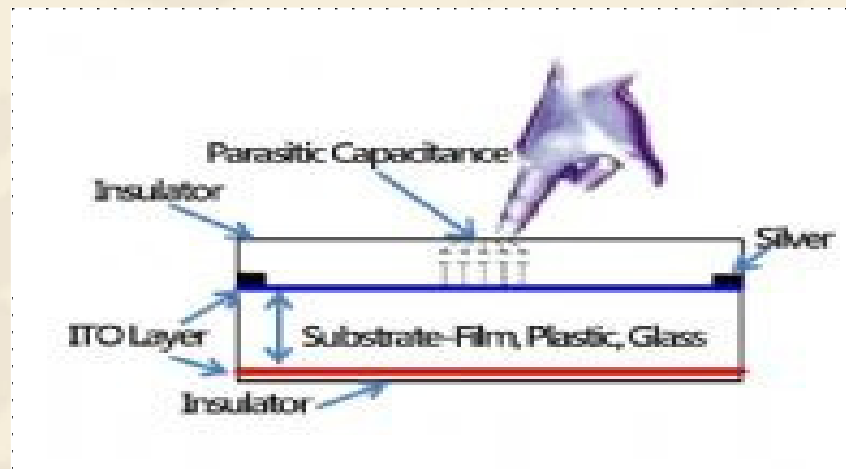 Parasitic Capacitance
Insulator
Silver
ITO Layer
Substrate-Film, Plastic, Glass
Insulator